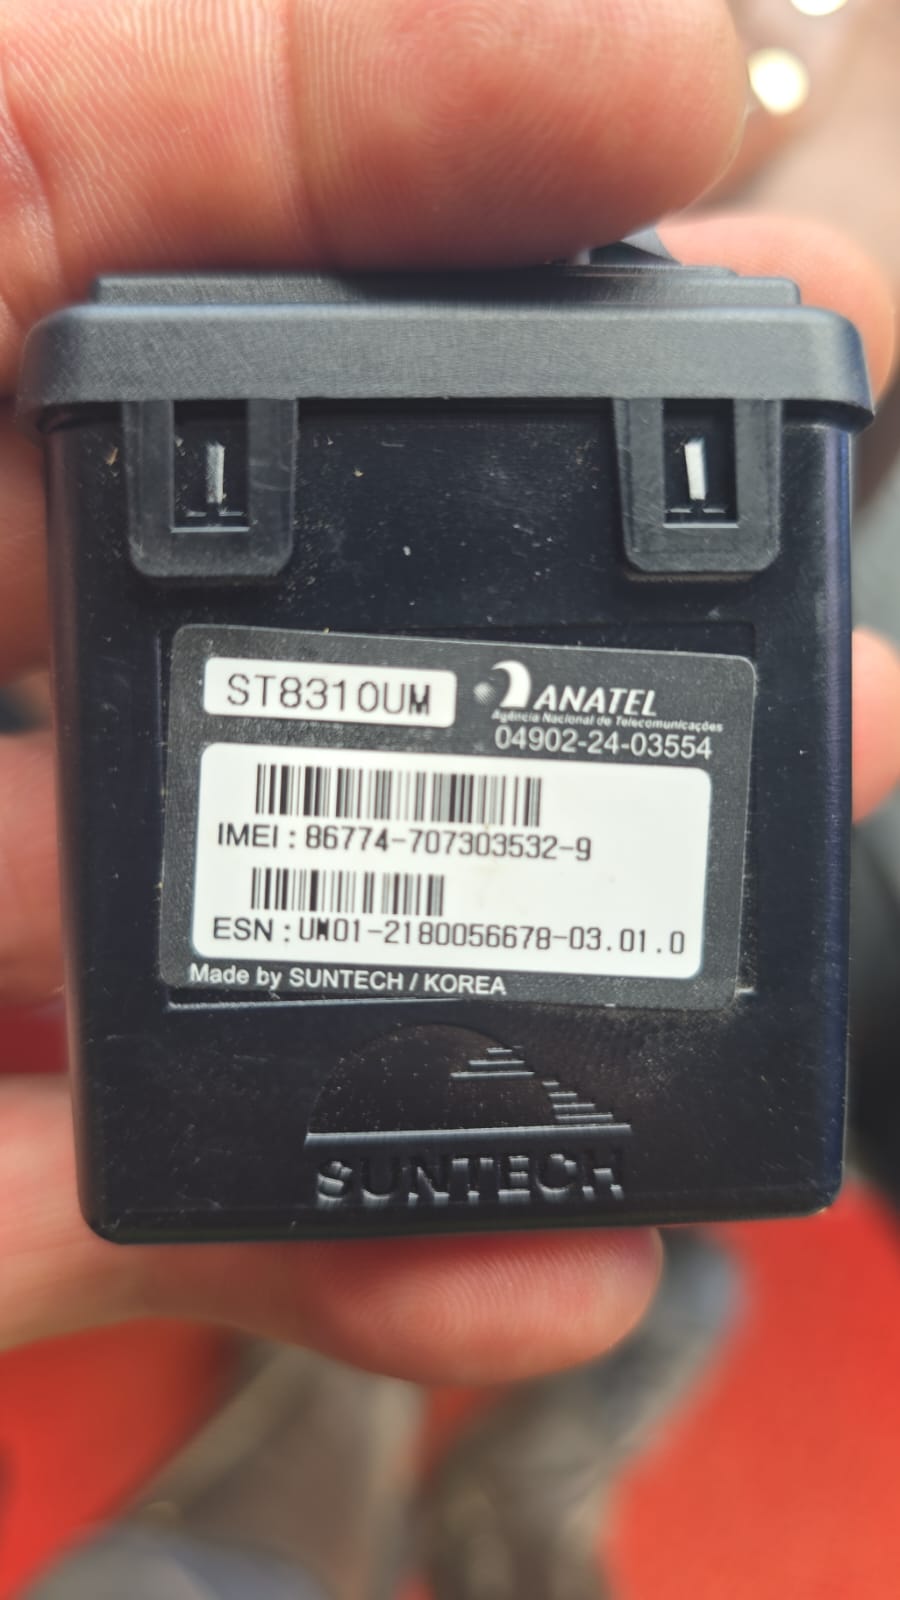 ST8310UM
ANATEL
Agência Nacional de Telecomunicações
04902-24-03554
IMEI : 86774-707303532-9
ESN : UM01-2180056678-03.01.0
Made by SUNTECH / KOREA
SUNTECH